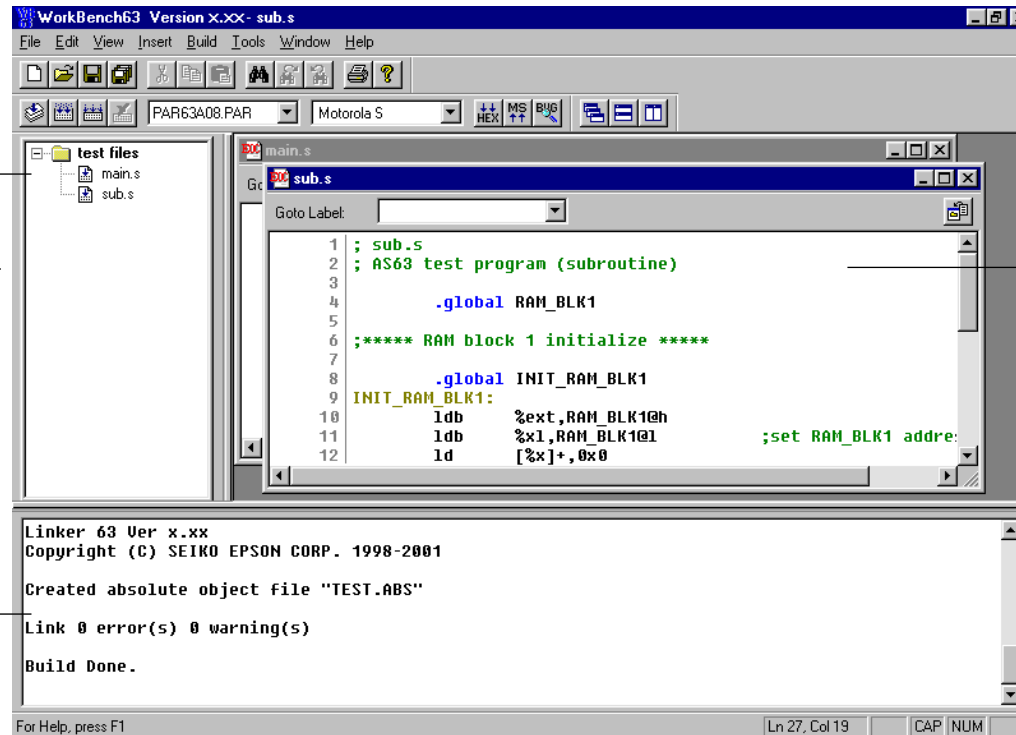 WorkBench63 Version x.xx- sub.s
File Edit View Insert Build Tools Window Help
PAR63A08.PAR Motorola S HEX MS BUG
test files
main.s
sub.s
main.s
sub.s
Goto Label:
1 ; sub.s
2 ; AS63 test program (subroutine)
3
4 .global RAM_BLK1
5
6 ;***** RAM block 1 initialize *****
7
8 .global INIT_RAM_BLK1
9 INIT_RAM_BLK1:
10 ldb %ext,RAM_BLK1@h
11 ldb %xl,RAM_BLK1@l ;set RAM_BLK1 addre
12 ld [%x]+,0x0
Linker 63 Ver x.xx
Copyright (C) SEIKO EPSON CORP. 1998-2001
Created absolute object file "TEST.ABS"
Link 0 error(s) 0 warning(s)
Build Done.
For Help, press F1 Ln 27, Col 19 CAP NUM